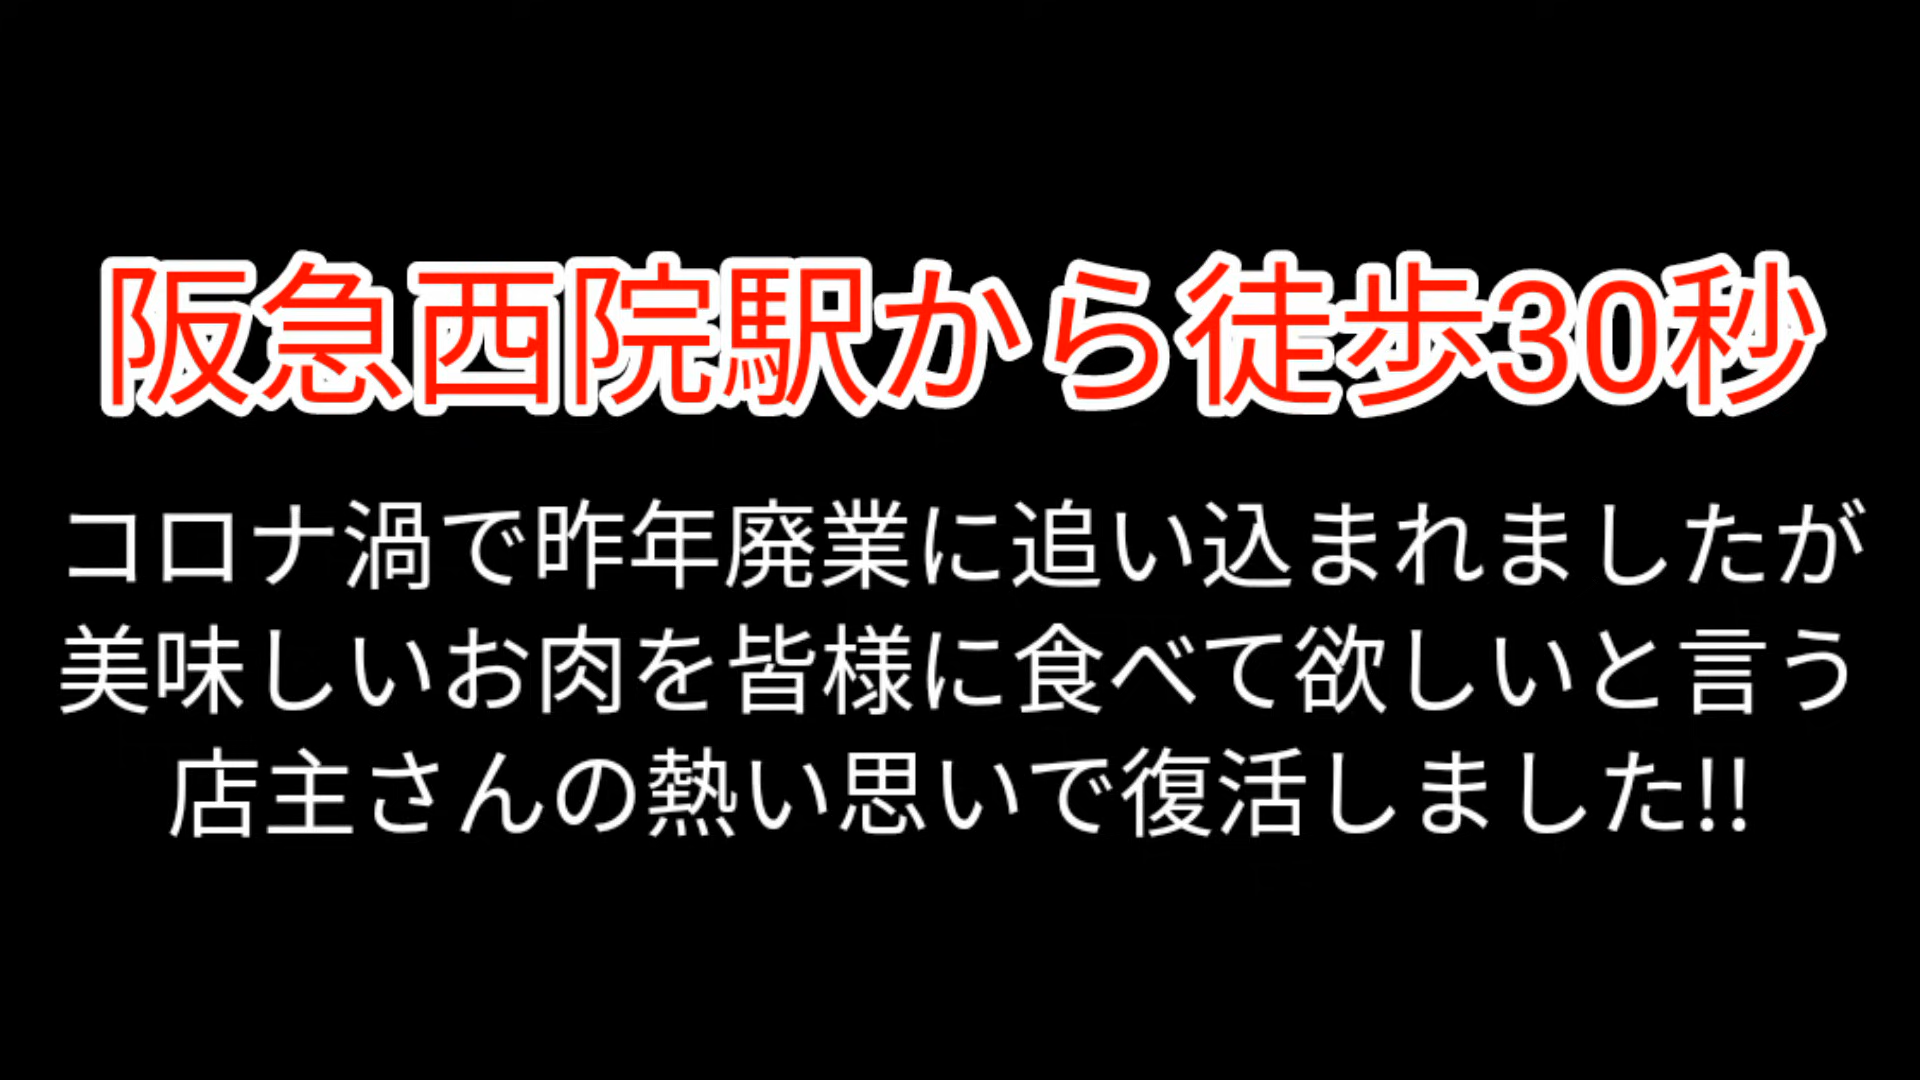 阪急西院駅から徒歩30秒
コロナ渦で昨年廃業に追い込まれましたが
美味しいお肉を皆様に食べて欲しいと言う
店主さんの熱い思いで復活しました!!